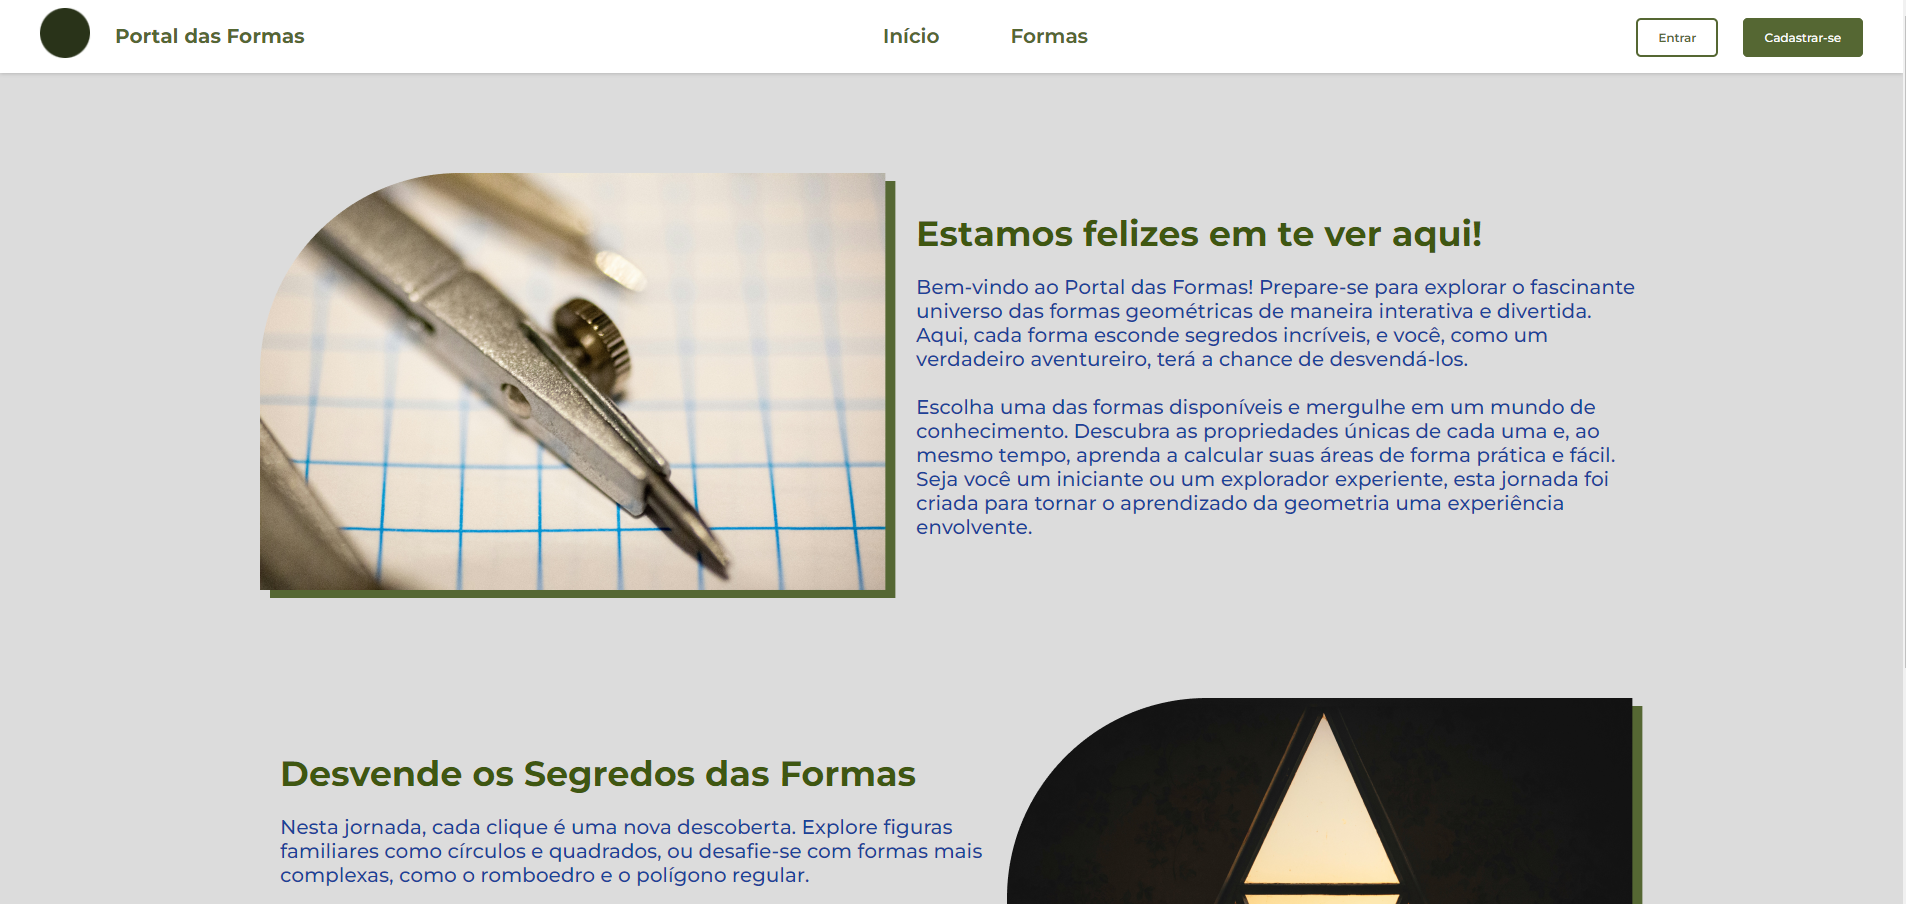 Portal das Formas
Início
Formas
Entrar
Cadastrar-se
Estamos felizes em te ver aqui!
Bem-vindo ao Portal das Formas! Prepare-se para explorar o fascinante
universo das formas geométricas de maneira interativa e divertida.
Aqui, cada forma esconde segredos incríveis, e você, como um
verdadeiro aventureiro, terá a chance de desvendá-los.
Escolha uma das formas disponíveis e mergulhe em um mundo de
conhecimento. Descubra as propriedades únicas de cada uma e, ao
mesmo tempo, aprenda a calcular suas áreas de forma prática e fácil.
Seja você um iniciante ou um explorador experiente, esta jornada foi
criada para tornar o aprendizado da geometria uma experiência
envolvente.
Desvende os Segredos das Formas
Nesta jornada, cada clique é uma nova descoberta. Explore figuras
familiares como círculos e quadrados, ou desafie-se com formas mais
complexas, como o romboedro e o polígono regular.